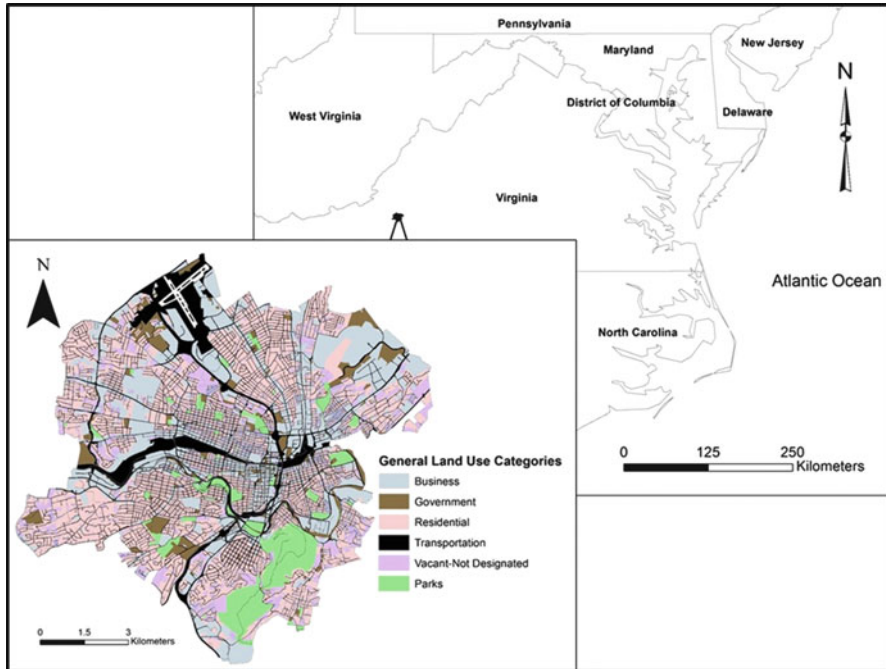 Pennsylvania
New Jersey
Maryland
N
District of Columbia
Delaware
West Virginia
Virginia
Atlantic Ocean
North Carolina
0 125 250
Kilometers
N
General Land Use Categories
Business
Government
Residential
Transportation
Vacant-Not Designated
Parks
0 1.5 3
Kilometers